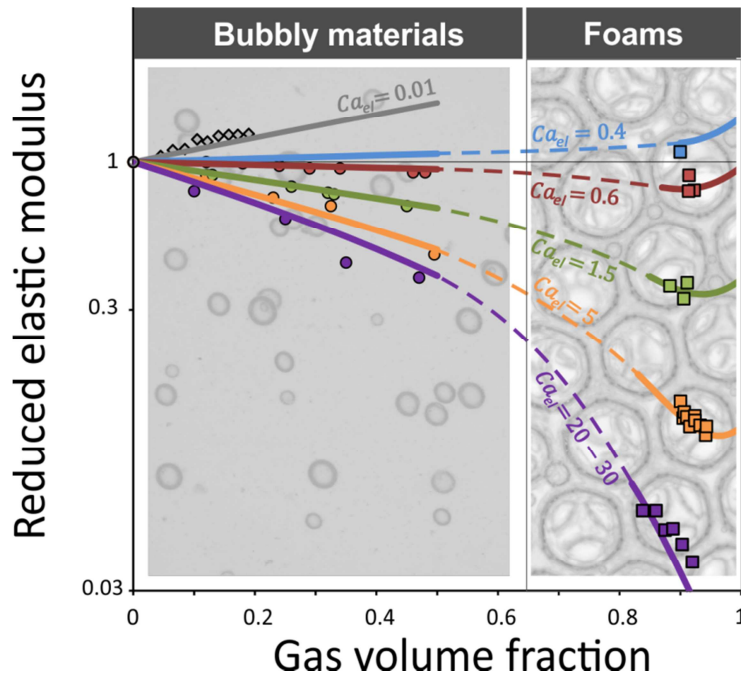 Bubbly materials
Foams
Reduced elastic modulus
1
0.3
0.03
Ca_el = 0.01
Ca_el = 0.4
Ca_el = 0.6
Ca_el = 1.5
Ca_el = 5
Ca_el = 20 − 30
0
0.2
0.4
0.6
0.8
1
Gas volume fraction